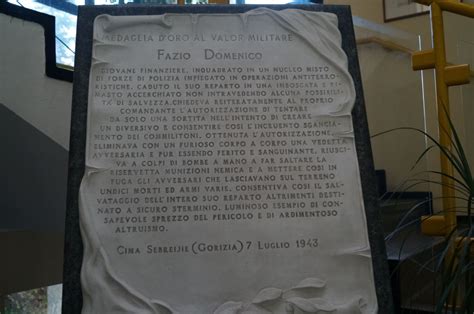 MEDAGLIA D'ORO AL VALOR MILITARE
FAZIO DOMENICO
GIOVANE FINANZIERE, INQUADRATO IN UN NUCLEO MISTO
DI FORZE DI POLIZIA IMPIEGATO IN OPERAZIONI ANTITERRO-
RISTICHE, CADUTO IL SUO REPARTO IN UNA IMBOSCATA E RI-
MASTO ACCERCHIATO NON INTRAVEDENDO ALCUNA POSSIBILI-
TÀ DI SALVEZZA, CHIEDEVA REITERATAMENTE AL PROPRIO
COMANDANTE L'AUTORIZZAZIONE DI TENTARE
DA SOLO UNA SORTITA NELL'INTENTO DI CREARE
UN DIVERSIVO E CONSENTIRE COSÌ L'INCRUENTO SGANCIA-
MENTO DEI COMMILITONI. OTTENUTA L'AUTORIZZAZIONE,
ELIMINAVA CON UN FURIOSO CORPO A CORPO UNA VEDETTA
AVVERSARIA E PUR ESSENDO FERITO E SANGUINANTE, RIUSCI-
VA A COLPI DI BOMBE A MANO A FAR SALTARE LA
RISERVETTA MUNIZIONI NEMICA E A METTERE COSÌ IN
FUGA GLI AVVERSARI CHE LASCIAVANO SUL TERRENO
UNDICI MORTI ED ARMI VARIE. CONSENTIVA COSÌ IL SAL-
VATAGGIO DELL'INTERO SUO REPARTO ALTRIMENTI DESTI-
NATO A SICURO STERMINIO. LUMINOSO ESEMPIO DI CON-
SAPEVOLE SPREZZO DEL PERICOLO E DI ARDIMENTOSO
ALTRUISMO.
CIMA SEBREIJIE (GORIZIA) 7 LUGLIO 1943